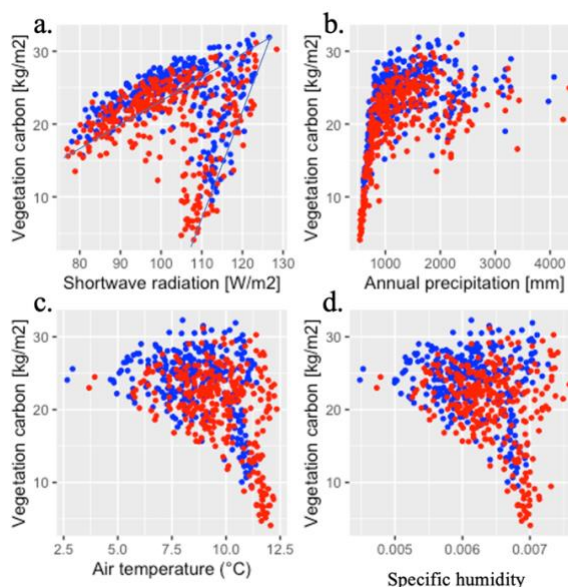 a.
b.
Vegetation carbon [kg/m2]
30
20
10
80 90 100 110 120 130
Shortwave radiation [W/m2]
Vegetation carbon [kg/m2]
30
20
10
1000 2000 3000 4000
Annual precipitation [mm]
c.
d.
Vegetation carbon [kg/m2]
30
20
10
2.5 5.0 7.5 10.0 12.5
Air temperature (°C)
Vegetation carbon [kg/m2]
30
20
10
0.005 0.006 0.007
Specific humidity